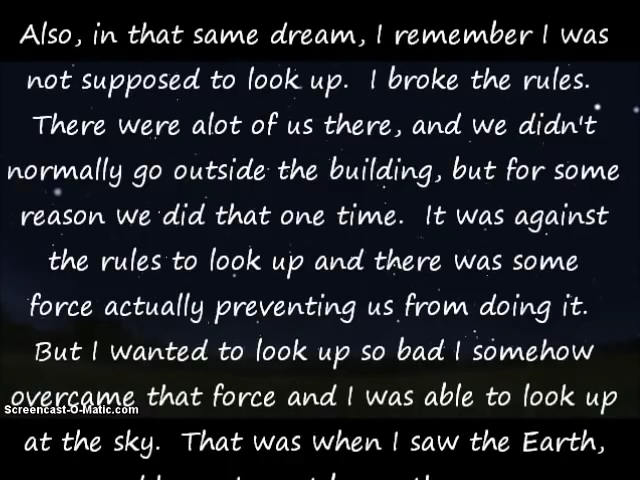 Also, in that same dream, I remember I was
not supposed to look up.  I broke the rules.
There were alot of us there, and we didn't
normally go outside the building, but for some
reason we did that one time.  It was against
the rules to look up and there was some
force actually preventing us from doing it.
But I wanted to look up so bad I somehow
overcame that force and I was able to look up
Screencast-O-Matic.com
at the sky.  That was when I saw the Earth,